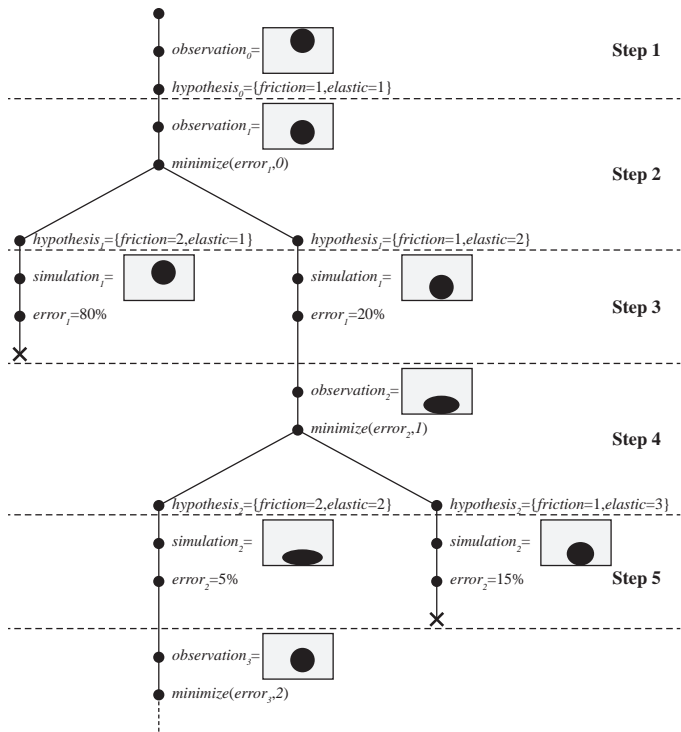 observation₀=
Step 1
hypothesis₀={friction=1,elastic=1}
observation₁=
minimize(error₁,0)
Step 2
hypothesis₁={friction=2,elastic=1}
hypothesis₁={friction=1,elastic=2}
simulation₁=
simulation₁=
Step 3
error₁=80%
error₁=20%
observation₂=
minimize(error₂,1)
Step 4
hypothesis₂={friction=2,elastic=2}
hypothesis₂={friction=1,elastic=3}
simulation₂=
simulation₂=
error₂=5%
error₂=15%
Step 5
observation₃=
minimize(error₃,2)